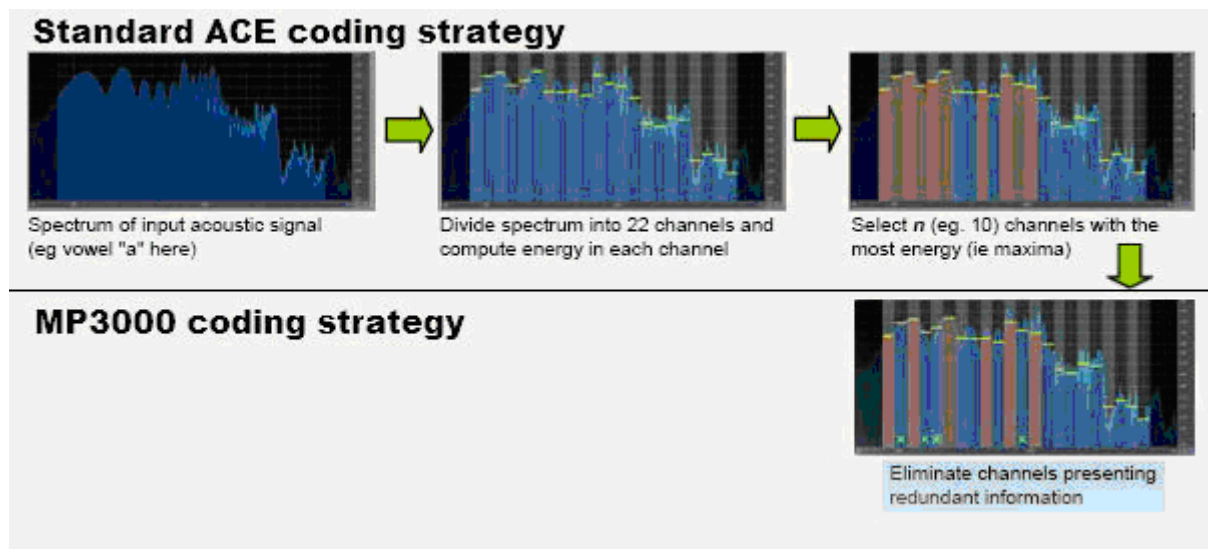 Standard ACE coding strategy
Spectrum of input acoustic signal
(eg vowel "a" here)
Divide spectrum into 22 channels and
compute energy in each channel
Select n (eg. 10) channels with the
most energy (ie maxima)
MP3000 coding strategy
Eliminate channels presenting
redundant information